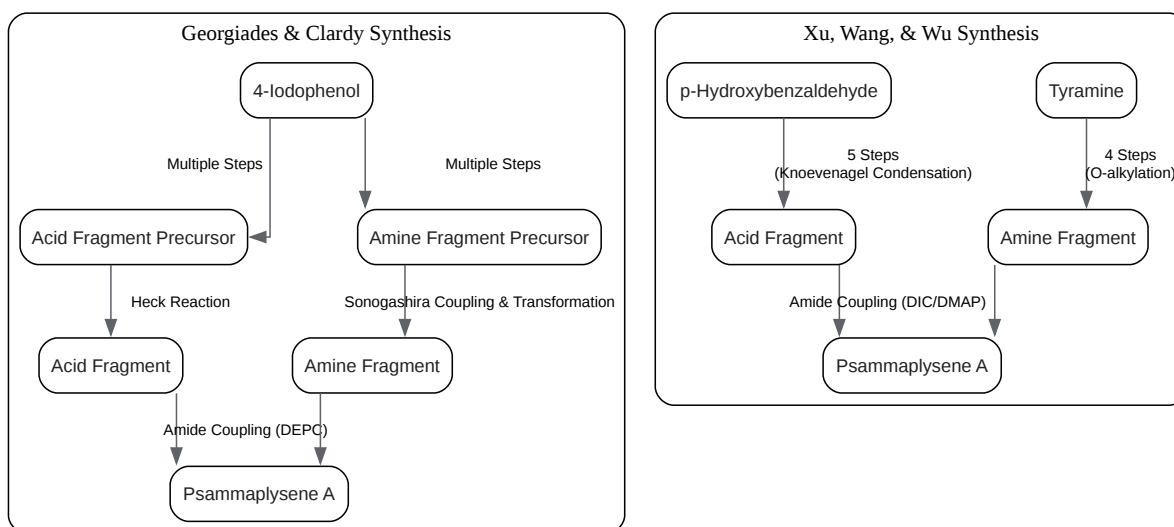 Georgiades & Clardy Synthesis
4-Iodophenol
Multiple Steps
Multiple Steps
Acid Fragment Precursor
Amine Fragment Precursor
Heck Reaction
Sonogashira Coupling & Transformation
Acid Fragment
Amine Fragment
Amide Coupling (DEPC)
Psammaplysene A
Xu, Wang, & Wu Synthesis
p-Hydroxybenzaldehyde
Tyramine
5 Steps
(Knoevenagel Condensation)
4 Steps
(O-alkylation)
Acid Fragment
Amine Fragment
Amide Coupling (DIC/DMAP)
Psammaplysene A